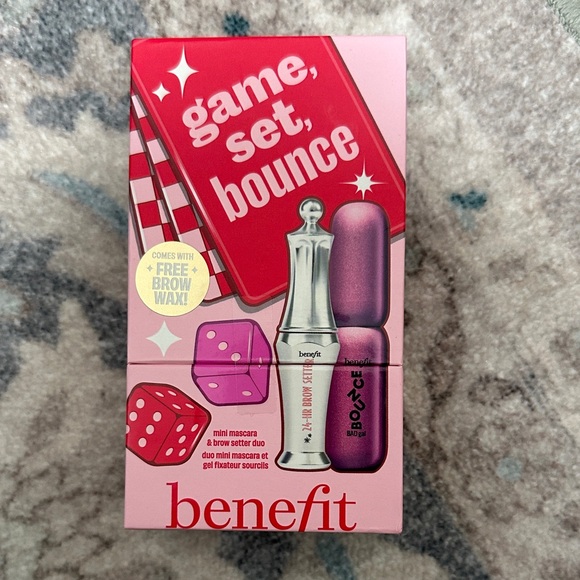 game,
set,
bounce
COMES WITH
FREE
BROW
WAX!
benefit
24-HR BROW SETTER
benefit
BOUNCE
BADgal
mini mascara
& brow setter duo
duo mini mascara et
gel fixateur sourcils
benefit